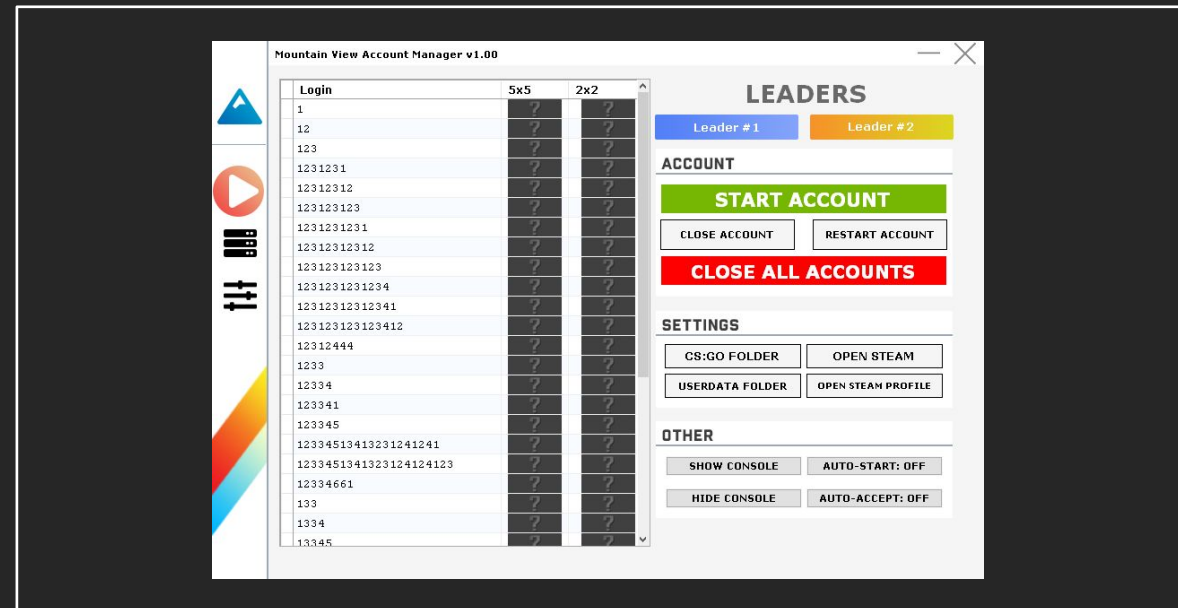 Mountain View Account Manager v1.00
Login 5x5 2x2
1 ? ?
12 ? ?
123 ? ?
1231231 ? ?
12312312 ? ?
123123123 ? ?
1231231231 ? ?
12312312312 ? ?
123123123123 ? ?
1231231231234 ? ?
12312312312341 ? ?
123123123123412 ? ?
12312444 ? ?
1233 ? ?
12334 ? ?
123341 ? ?
123345 ? ?
12334513413231241241 ? ?
1233451341323124124123 ? ?
12334661 ? ?
133 ? ?
1334 ? ?
13345 ? ?
LEADERS
Leader #1 Leader #2
ACCOUNT
START ACCOUNT
CLOSE ACCOUNT RESTART ACCOUNT
CLOSE ALL ACCOUNTS
SETTINGS
CS:GO FOLDER OPEN STEAM
USERDATA FOLDER OPEN STEAM PROFILE
OTHER
SHOW CONSOLE AUTO-START: OFF
HIDE CONSOLE AUTO-ACCEPT: OFF